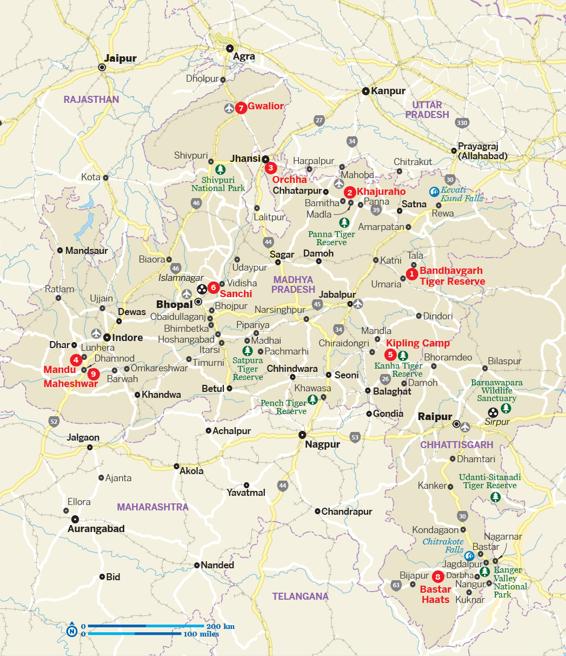 Agra
Jaipur
Dholpur
RAJASTHAN
7
Gwalior
Kanpur
UTTAR
PRADESH
27
330
34
Prayagraj
(Allahabad)
Shivpuri
Jhansi
3
Orchha
Harpalpur
Mahoba
Chitrakut
Shivpuri
National Park
Kota
Chhatarpur
2
Khajuraho
30
Kevati
Kund Falls
46
Bamitha
Panna
Satna
Rewa
Lalitpur
Madla
39
Panna Tiger
Reserve
Amarpatan
44
Mandsaur
Biaora
46
Sagar
Damoh
Katni
Tala
1
Bandhavgarh
Tiger Reserve
Udaypur
Islamnagar
Vidisha
MADHYA
PRADESH
Umaria
6
Sanchi
Ratlam
Ujjain
Bhopal
Bhojpur
45
Jabalpur
Dewas
Obaidullaganj
Narsinghpur
Dindori
Bhimbetka
Pipariya
34
Mandla
Indore
Hoshangabad
Madhai
Chiraidongri
Kipling Camp
Dhar
Lunhera
Itarsi
Pachmarhi
5
Kanha Tiger
Reserve
Bhoramdeo
Bilaspur
4
Mandu
Dhamnod
Omkareshwar
Timurni
Satpura
Tiger
Reserve
Chhindwara
Seoni
26
Damoh
Barnawapara
Wildlife
Sanctuary
9
Maheshwar
Barwah
Khandwa
Betul
Khawasa
Balaghat
Pench Tiger
Reserve
Gondia
Raipur
Sirpur
52
Jalgaon
Achalpur
Nagpur
53
CHHATTISGARH
Dhamtari
Akola
Ajanta
Yavatmal
44
Kanker
Udanti-Sitanadi
Tiger Reserve
Ellora
MAHARASHTRA
Chandrapur
30
Aurangabad
Kondagaon
Nagarnar
Chitrakote
Falls
Bastar
Bid
Nanded
Jagdalpur
8
Bastar
Haats
Bijapur
63
Darbha
Nangur
Kanger
Valley
National
Park
Kuknar
TELANGANA
N
0
200 km
0
100 miles